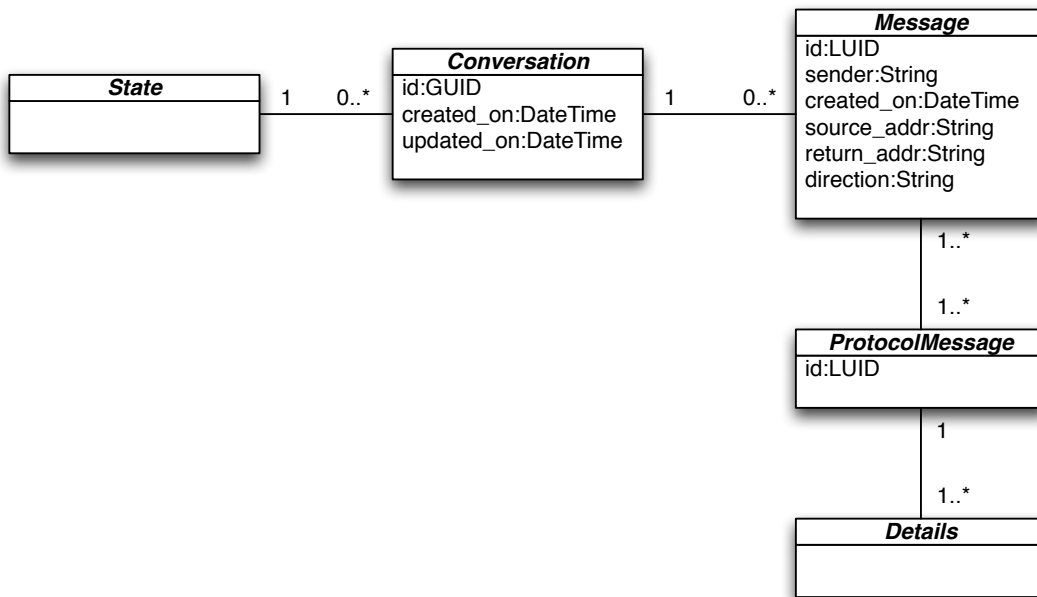 State
1
0..*
Conversation
id:GUID
created_on:DateTime
updated_on:DateTime
1
0..*
Message
id:LUID
sender:String
created_on:DateTime
source_addr:String
return_addr:String
direction:String
1..*
1..*
ProtocolMessage
id:LUID
1
1..*
Details